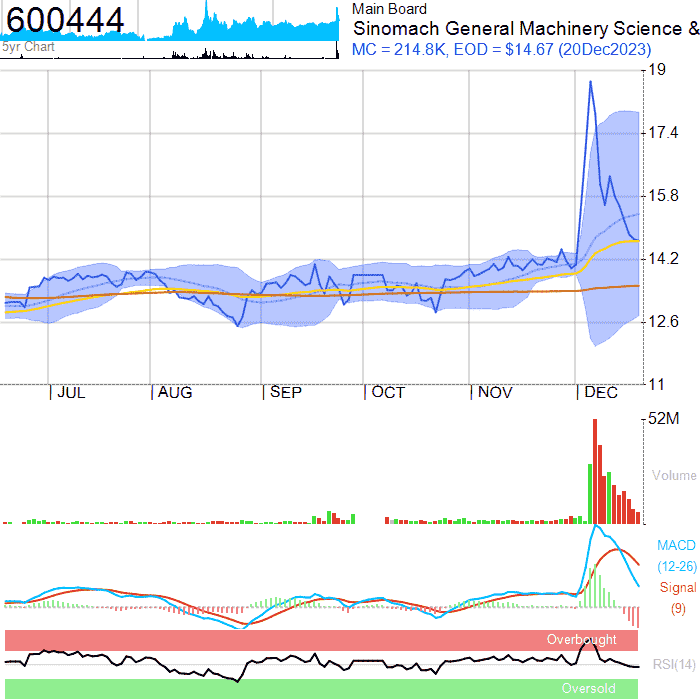 600444
5yr Chart
Main Board
Sinomach General Machinery Science &
MC = 214.8K, EOD = $14.67 (20Dec2023)
19
17.4
15.8
14.2
12.6
11
JUL
AUG
SEP
OCT
NOV
DEC
52M
Volume
MACD
(12-26)
Signal
(9)
Overbought
RSI(14)
Oversold